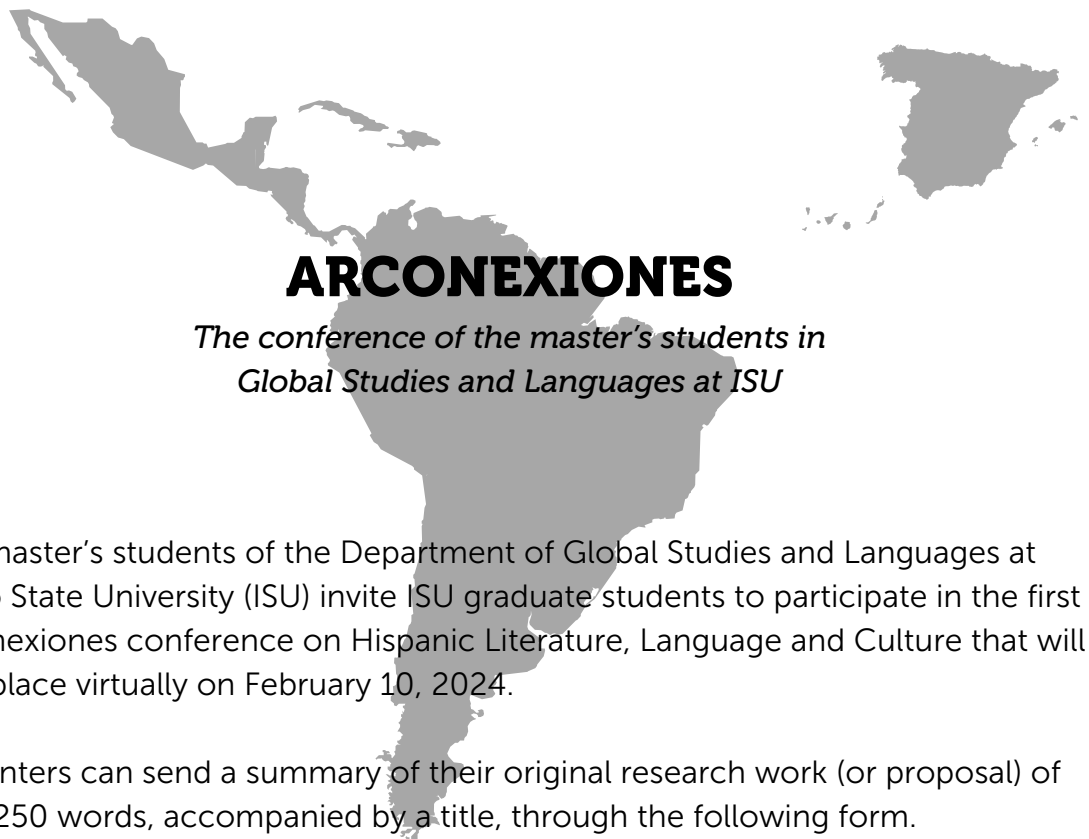 ARCONEXIONES
The conference of the master's students in
Global Studies and Languages at ISU
master's students of the Department of Global Studies and Languages at
State University (ISU) invite ISU graduate students to participate in the first
nexiones conference on Hispanic Literature, Language and Culture that will
place virtually on February 10, 2024.
nters can send a summary of their original research work (or proposal) of
250 words, accompanied by a title, through the following form.